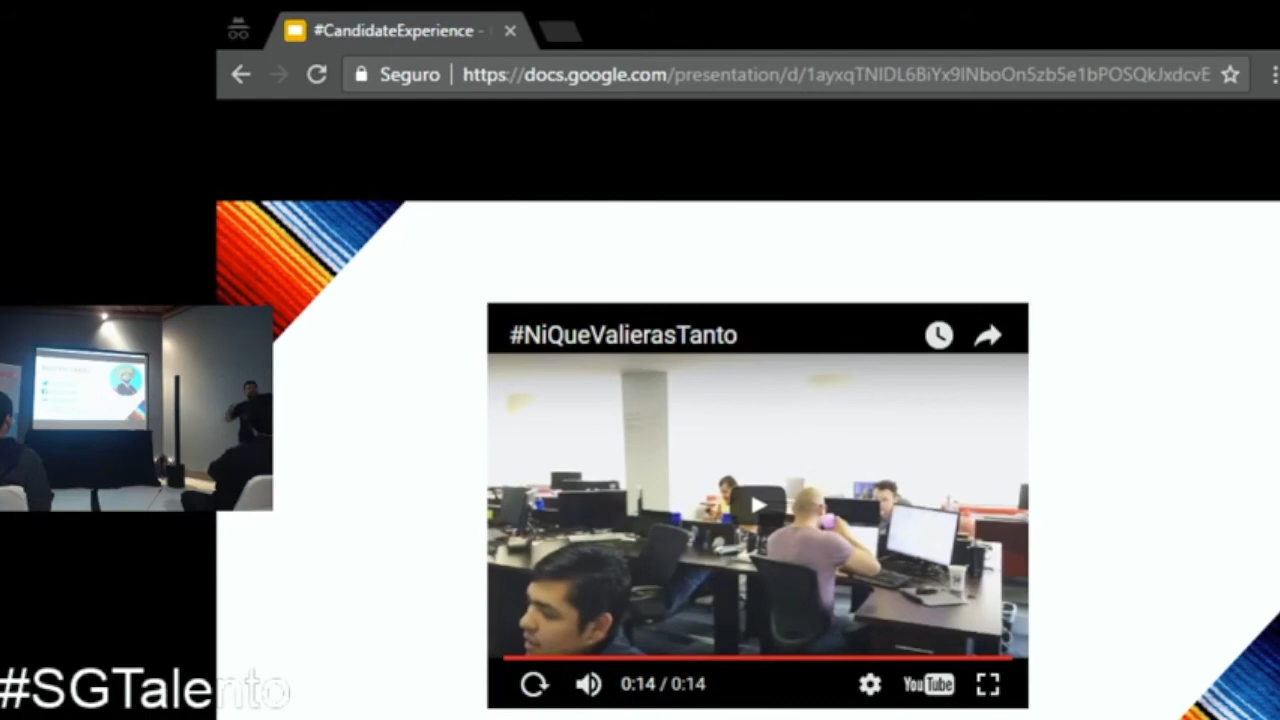 #CandidateExperience -
Seguro
https://docs.google.com/presentation/d/1ayxqTNIDL6BiYx9INboOn5zb5e1bPOSQkJxdcvE
#NiQueValierasTanto
0:14 / 0:14
YouTube
#SGTalento